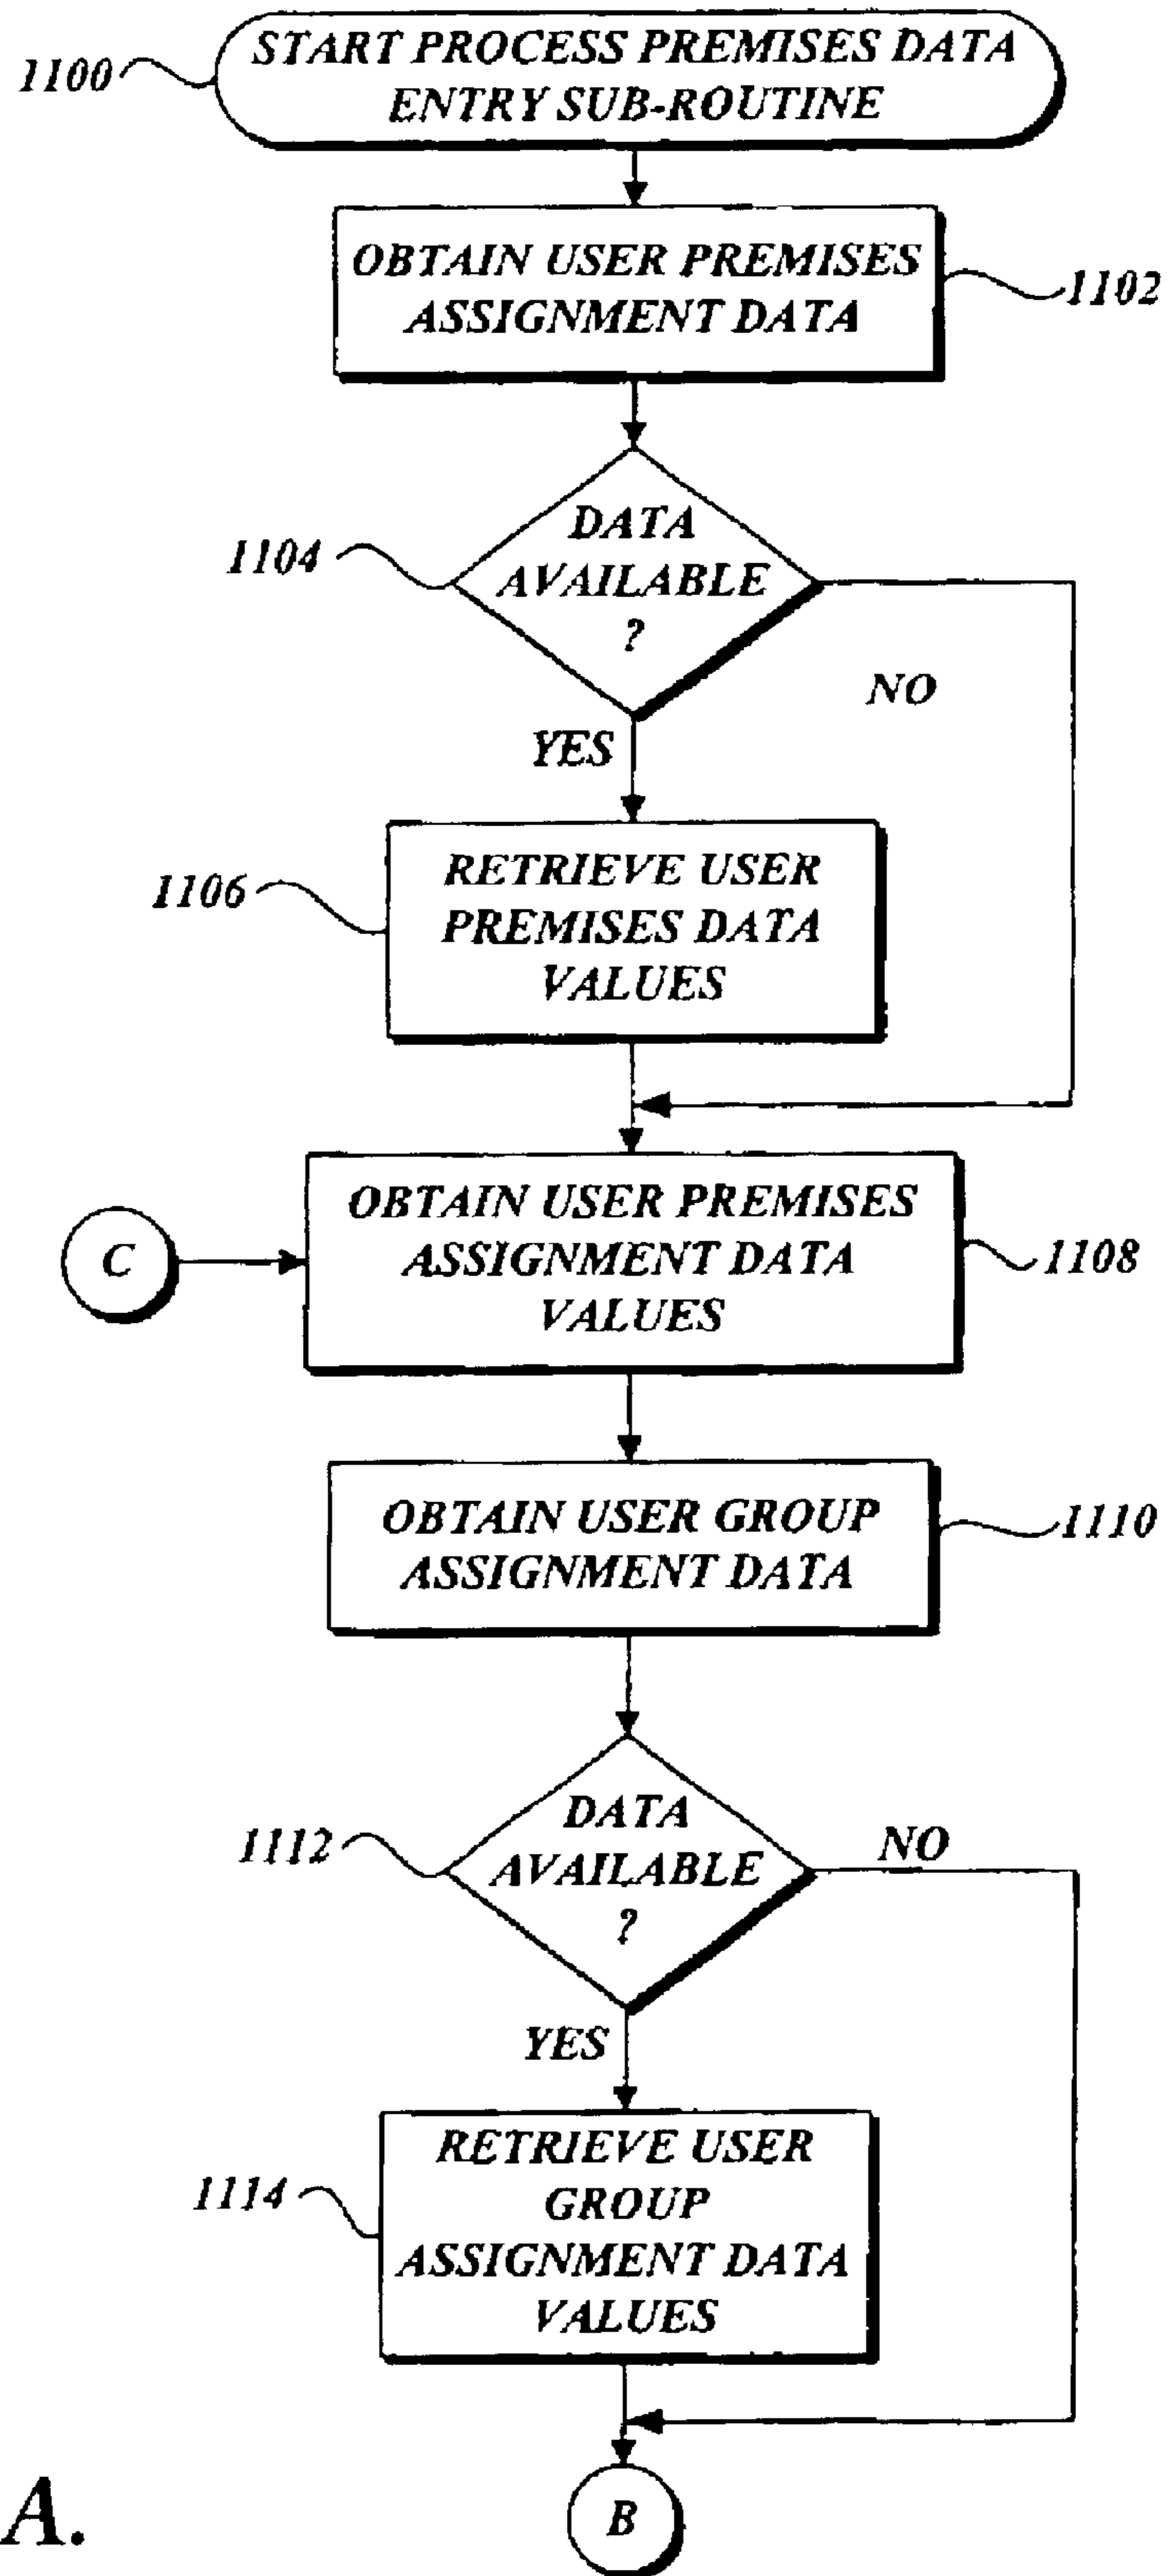 1100
START PROCESS PREMISES DATA
ENTRY SUB-ROUTINE
OBTAIN USER PREMISES
ASSIGNMENT DATA
1102
1104
DATA
AVAILABLE
?
NO
YES
1106
RETRIEVE USER
PREMISES DATA
VALUES
C
OBTAIN USER PREMISES
ASSIGNMENT DATA
VALUES
1108
OBTAIN USER GROUP
ASSIGNMENT DATA
1110
1112
DATA
AVAILABLE
?
NO
YES
1114
RETRIEVE USER
GROUP
ASSIGNMENT DATA
VALUES
B
A.